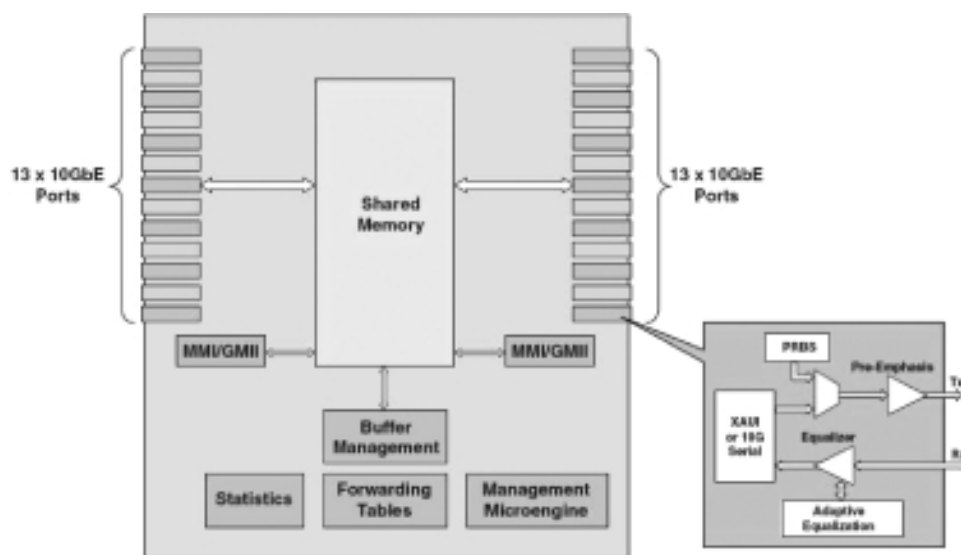 13 x 10GbE
Ports
Shared
Memory
13 x 10GbE
Ports
MMI/GMII
MMI/GMII
Buffer
Management
Statistics
Forwarding
Tables
Management
Microengine
PRBS
Pre-Emphasis
XAUI
or 10G
Serial
Equalizer
Adaptive
Equalization